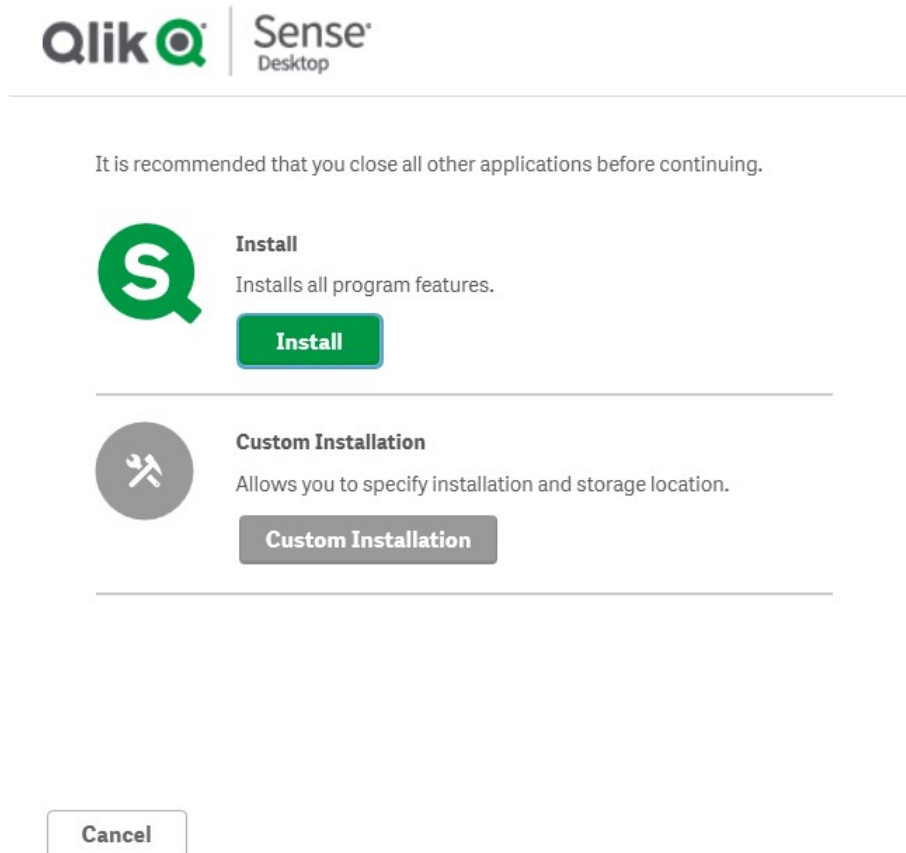 Qlik Q Sense
Desktop
It is recommended that you close all other applications before continuing.
S
Install
Installs all program features.
Install
Custom Installation
Allows you to specify installation and storage location.
Custom Installation
Cancel